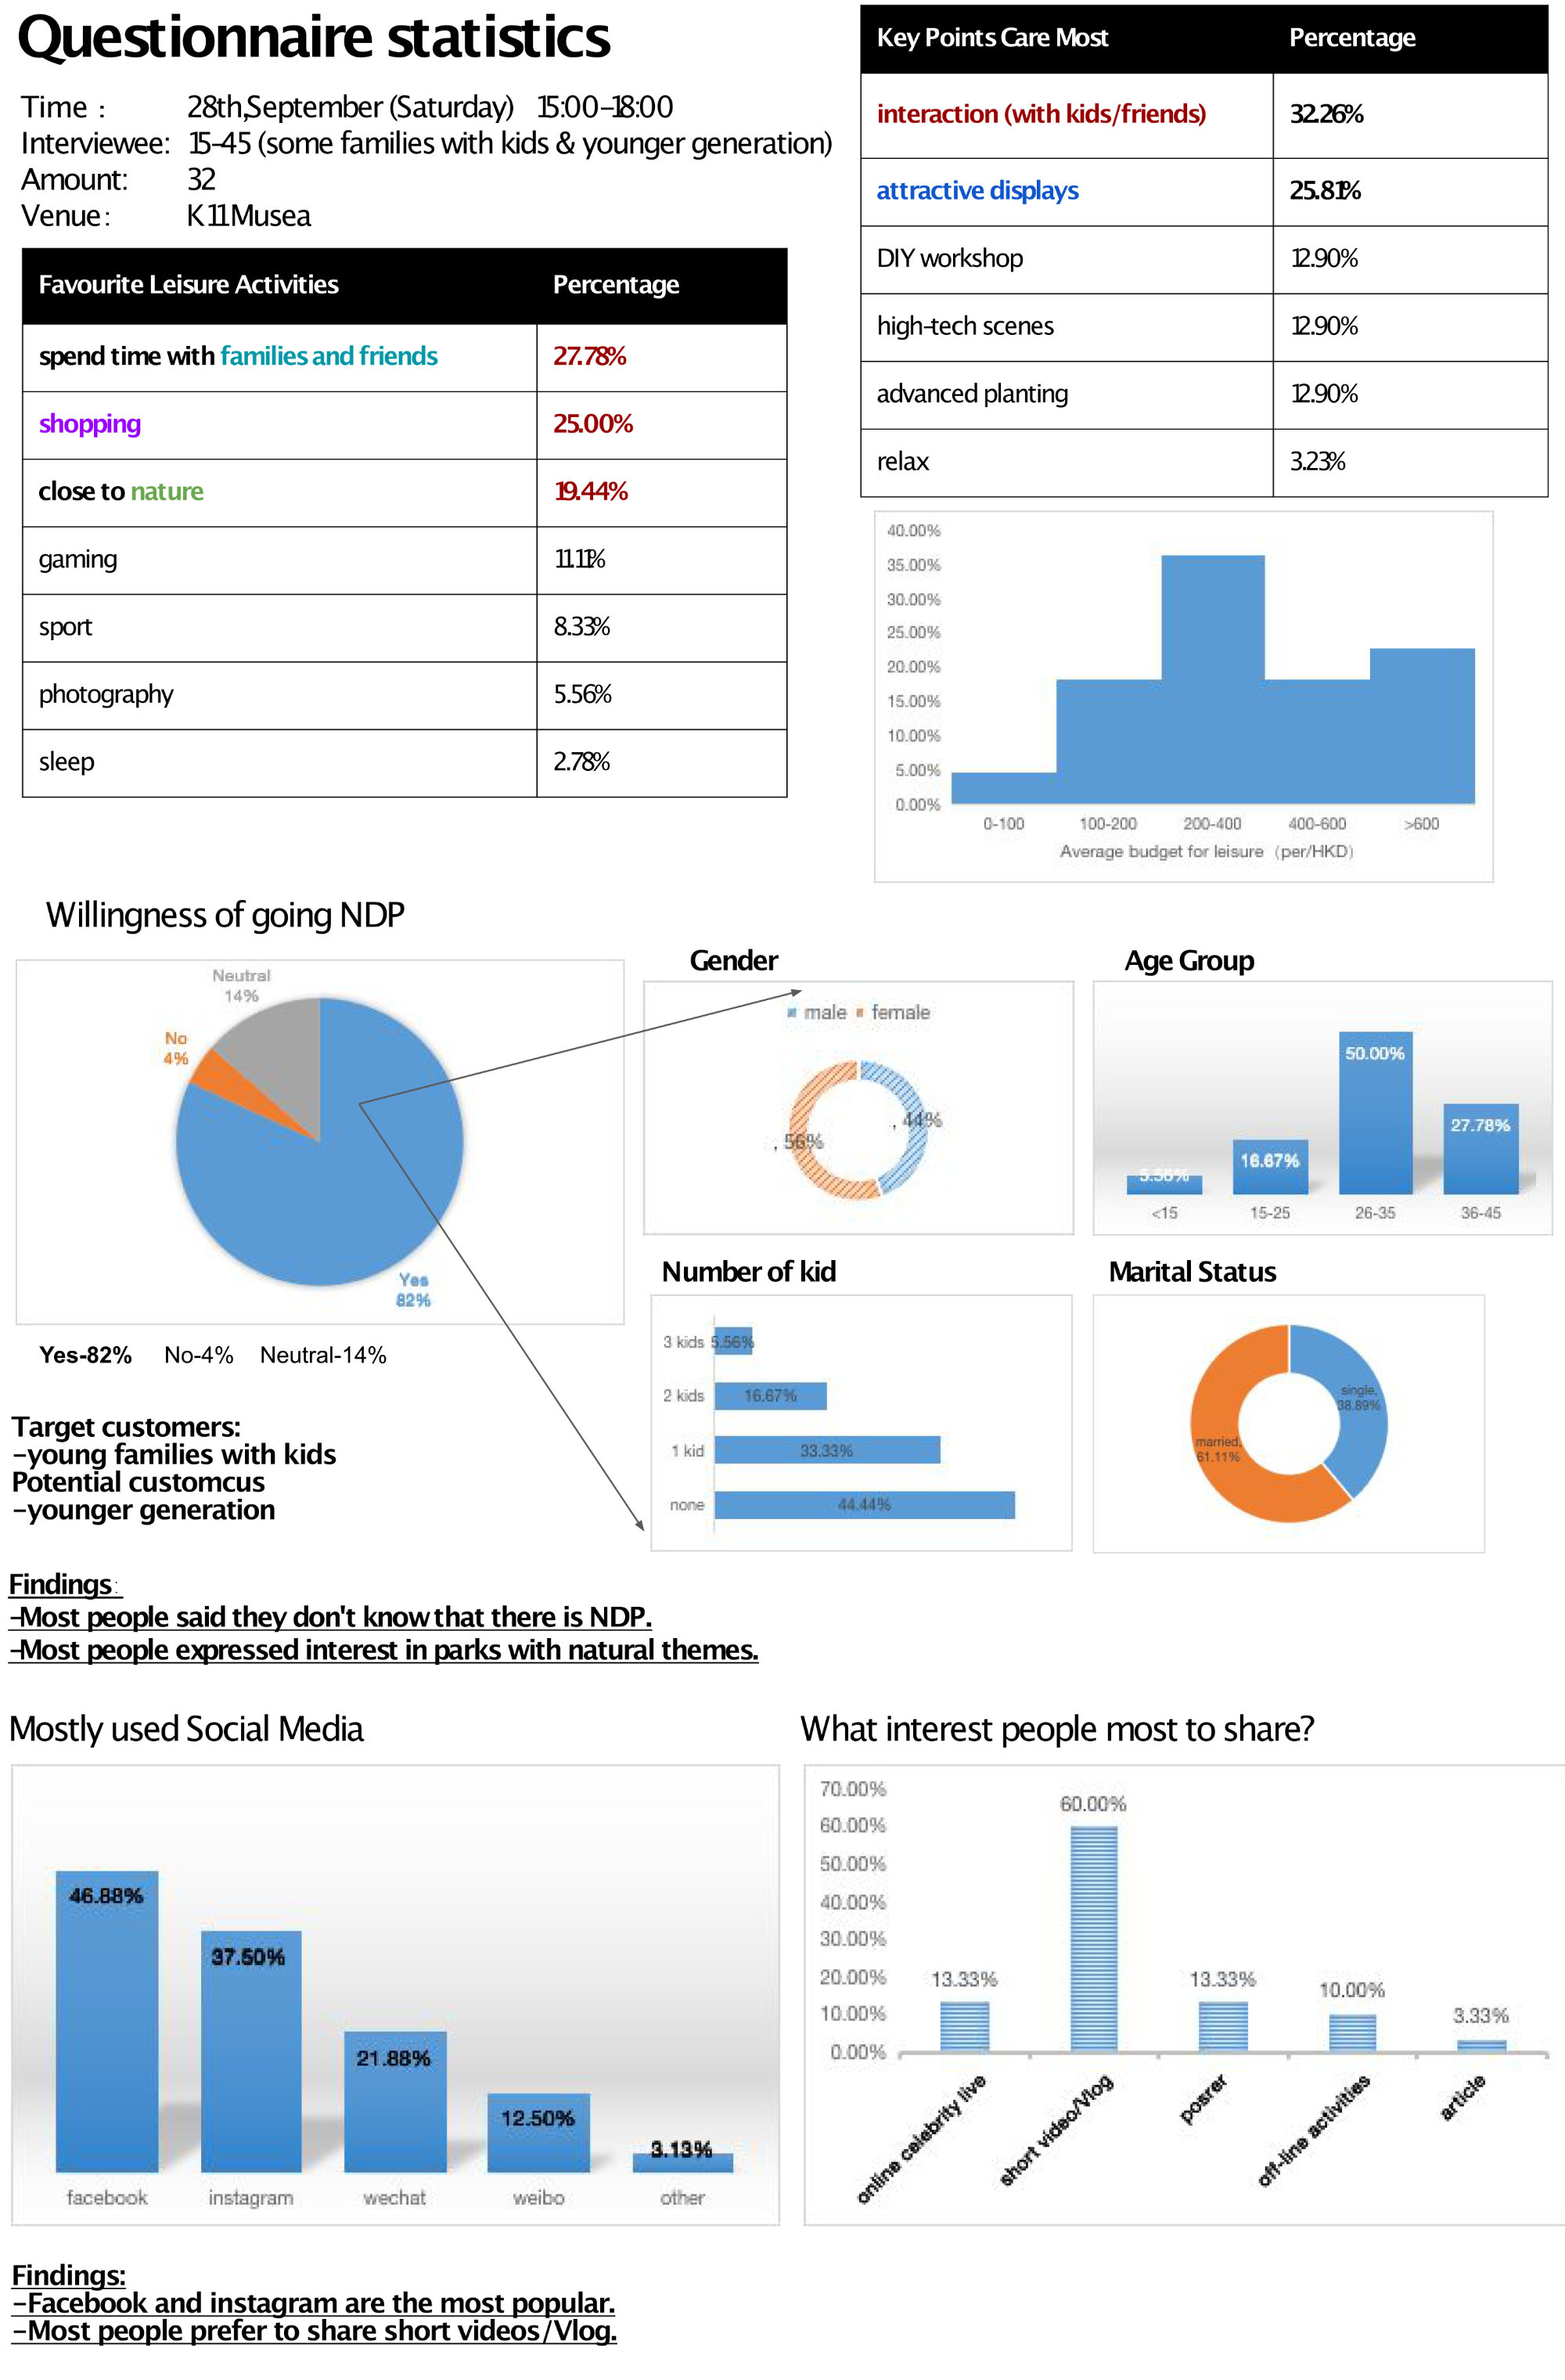 Questionnaire statistics
Time : 28th,September (Saturday) 15:00-18:00
Interviewee: 15-45 (some families with kids & younger generation)
Amount: 32
Venue: K11 Musea
Favourite Leisure Activities Percentage
spend time with families and friends 27.78%
shopping 25.00%
close to nature 19.44%
gaming 11.11%
sport 8.33%
photography 5.56%
sleep 2.78%
Key Points Care Most Percentage
interaction (with kids/friends) 32.26%
attractive displays 25.81%
DIY workshop 12.90%
high-tech scenes 12.90%
advanced planting 12.90%
relax 3.23%
40.00%
35.00%
30.00%
25.00%
20.00%
15.00%
10.00%
5.00%
0.00%
0-100 100-200 200-400 400-600 >600
Average budget for leisure (per/HKD)
Willingness of going NDP
Neutral
14%
No
4%
Yes
82%
Yes-82% No-4% Neutral-14%
Target customers:
-young families with kids
Potential customcus
-younger generation
Gender
male female
, 44%
, 56%
Age Group
5.56% 16.67% 50.00% 27.78%
<15 15-25 26-35 36-45
Number of kid
3 kids 5.56%
2 kids 16.67%
1 kid 33.33%
none 44.44%
Marital Status
single,
38.89%
married,
61.11%
Findings:
-Most people said they don't know that there is NDP.
-Most people expressed interest in parks with natural themes.
Mostly used Social Media
46.88% 37.50% 21.88% 12.50% 3.13%
facebook instagram wechat weibo other
What interest people most to share?
70.00%
60.00%
50.00%
40.00%
30.00%
20.00%
10.00%
0.00%
13.33% 60.00% 13.33% 10.00% 3.33%
online celebrity live
short video/Vlog
posrer
off-line activities
article
Findings:
-Facebook and instagram are the most popular.
-Most people prefer to share short videos/Vlog.